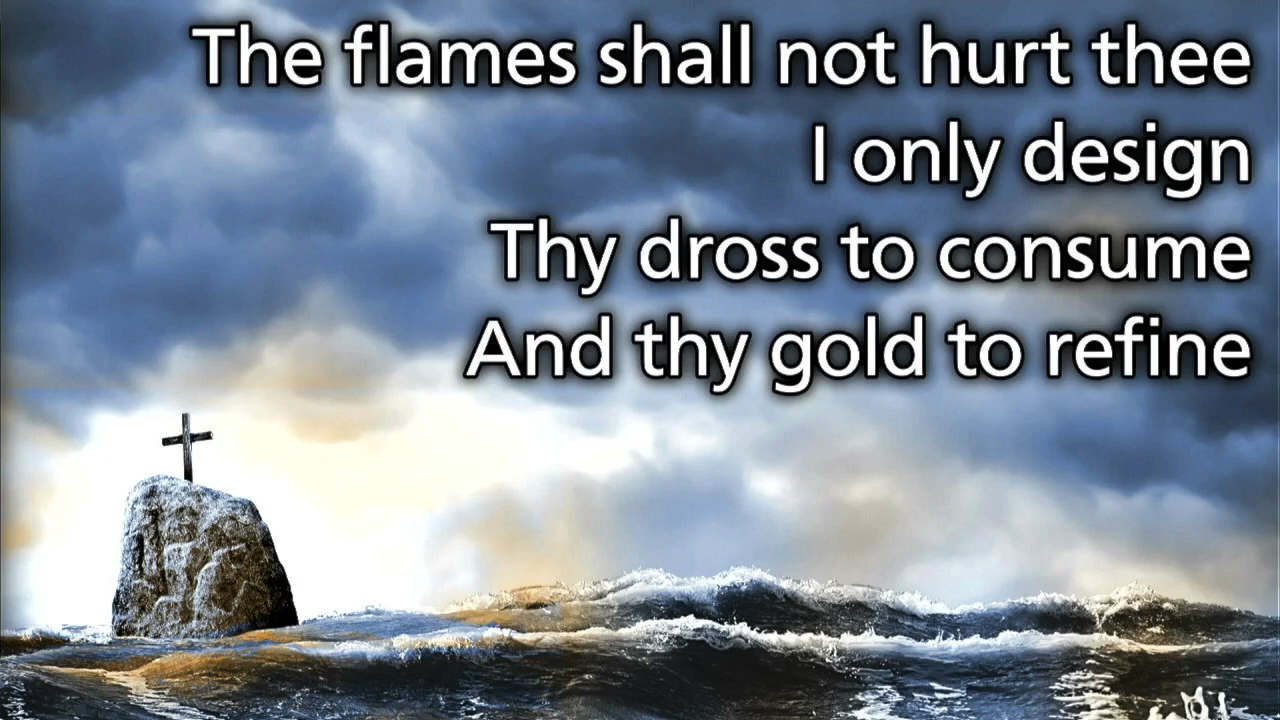 The flames shall not hurt thee
I only design
Thy dross to consume
And thy gold to refine